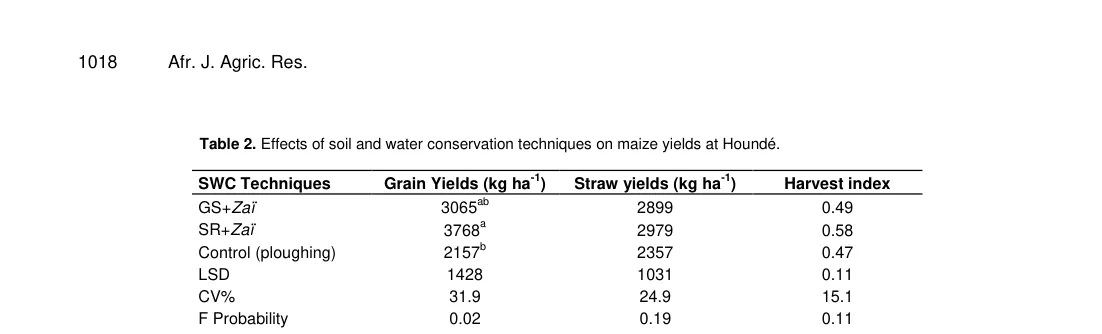 1018 Afr. J. Agric. Res.
Table 2. Effects of soil and water conservation techniques on maize yields at Houndé.
SWC Techniques Grain Yields (kg ha-1) Straw yields (kg ha-1) Harvest index
GS+Zaï 3065ab 2899 0.49
SR+Zaï 3768a 2979 0.58
Control (ploughing) 2157b 2357 0.47
LSD 1428 1031 0.11
CV% 31.9 24.9 15.1
F Probability 0.02 0.19 0.11